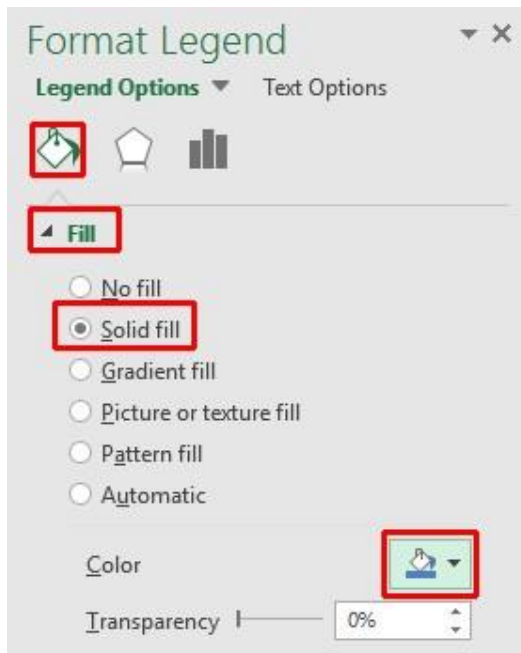 Format Legend
Legend Options Text Options
Fill
No fill
Solid fill
Gradient fill
Picture or texture fill
Pattern fill
Automatic
Color
Transparency 0%